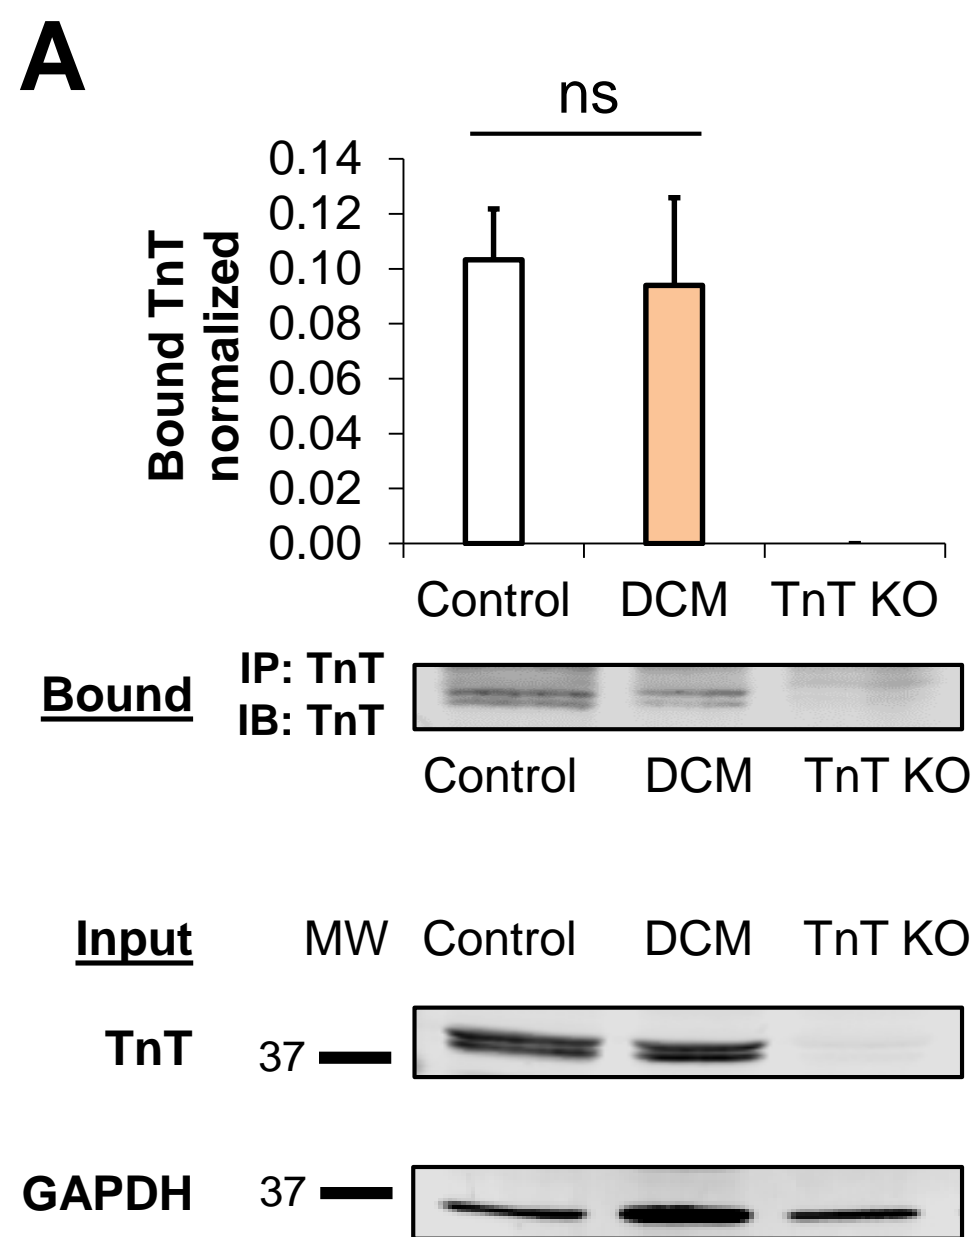 A
ns
0.14
0.12
0.10
0.08
0.06
0.04
0.02
0.00
Bound TnT
normalized
Control DCM TnT KO
Bound
IP: TnT
IB: TnT
Control DCM TnT KO
Input MW Control DCM TnT KO
TnT 37
GAPDH 37